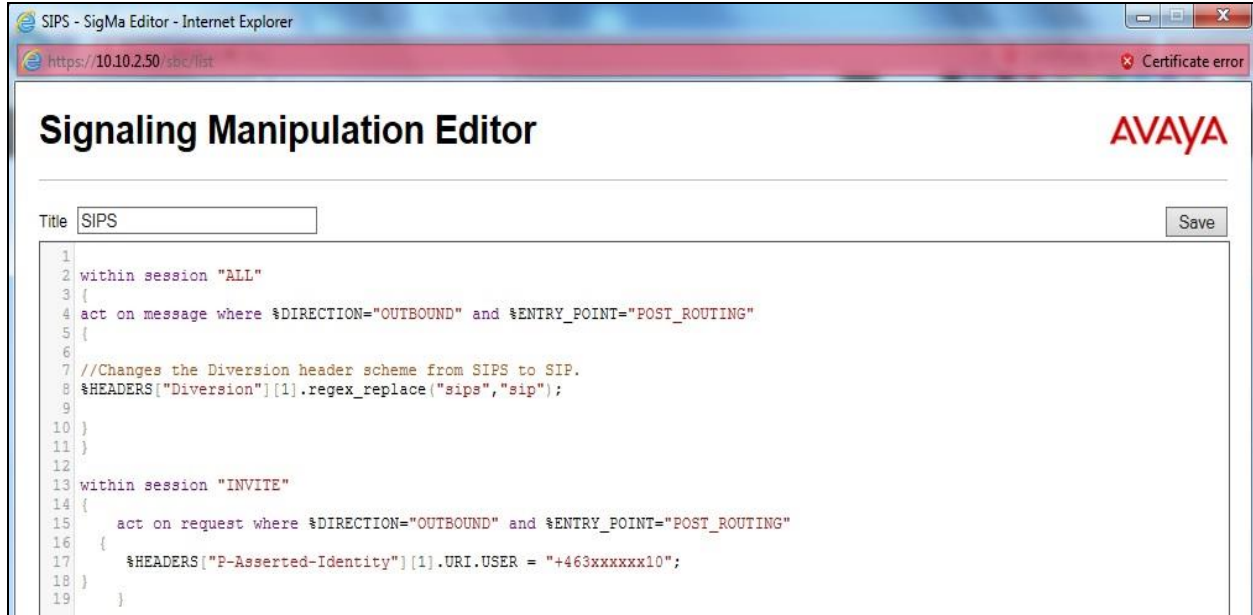 SIPS - SigMa Editor - Internet Explorer
https://10.10.2.50/sbc/list
Certificate error
Signaling Manipulation Editor
AVAYA
Title SIPS
Save
1
2 within session "ALL"
3 {
4 act on message where %DIRECTION="OUTBOUND" and %ENTRY_POINT="POST_ROUTING"
5 {
6
7 //Changes the Diversion header scheme from SIPS to SIP.
8 %HEADERS["Diversion"][1].regex_replace("sips","sip");
9
10 }
11 }
12
13 within session "INVITE"
14 {
15 act on request where %DIRECTION="OUTBOUND" and %ENTRY_POINT="POST_ROUTING"
16 {
17 %HEADERS["P-Asserted-Identity"][1].URI.USER = "+463xxxxxx10";
18 }
19 }